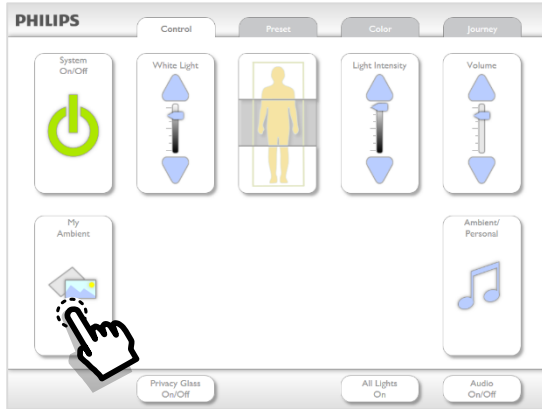 PHILIPS
Control
Preset
Color
Journey
System
On/Off
White Light
Light Intensity
Volume
My
Ambient
Ambient/
Personal
Privacy Glass
On/Off
All Lights
On
Audio
On/Off